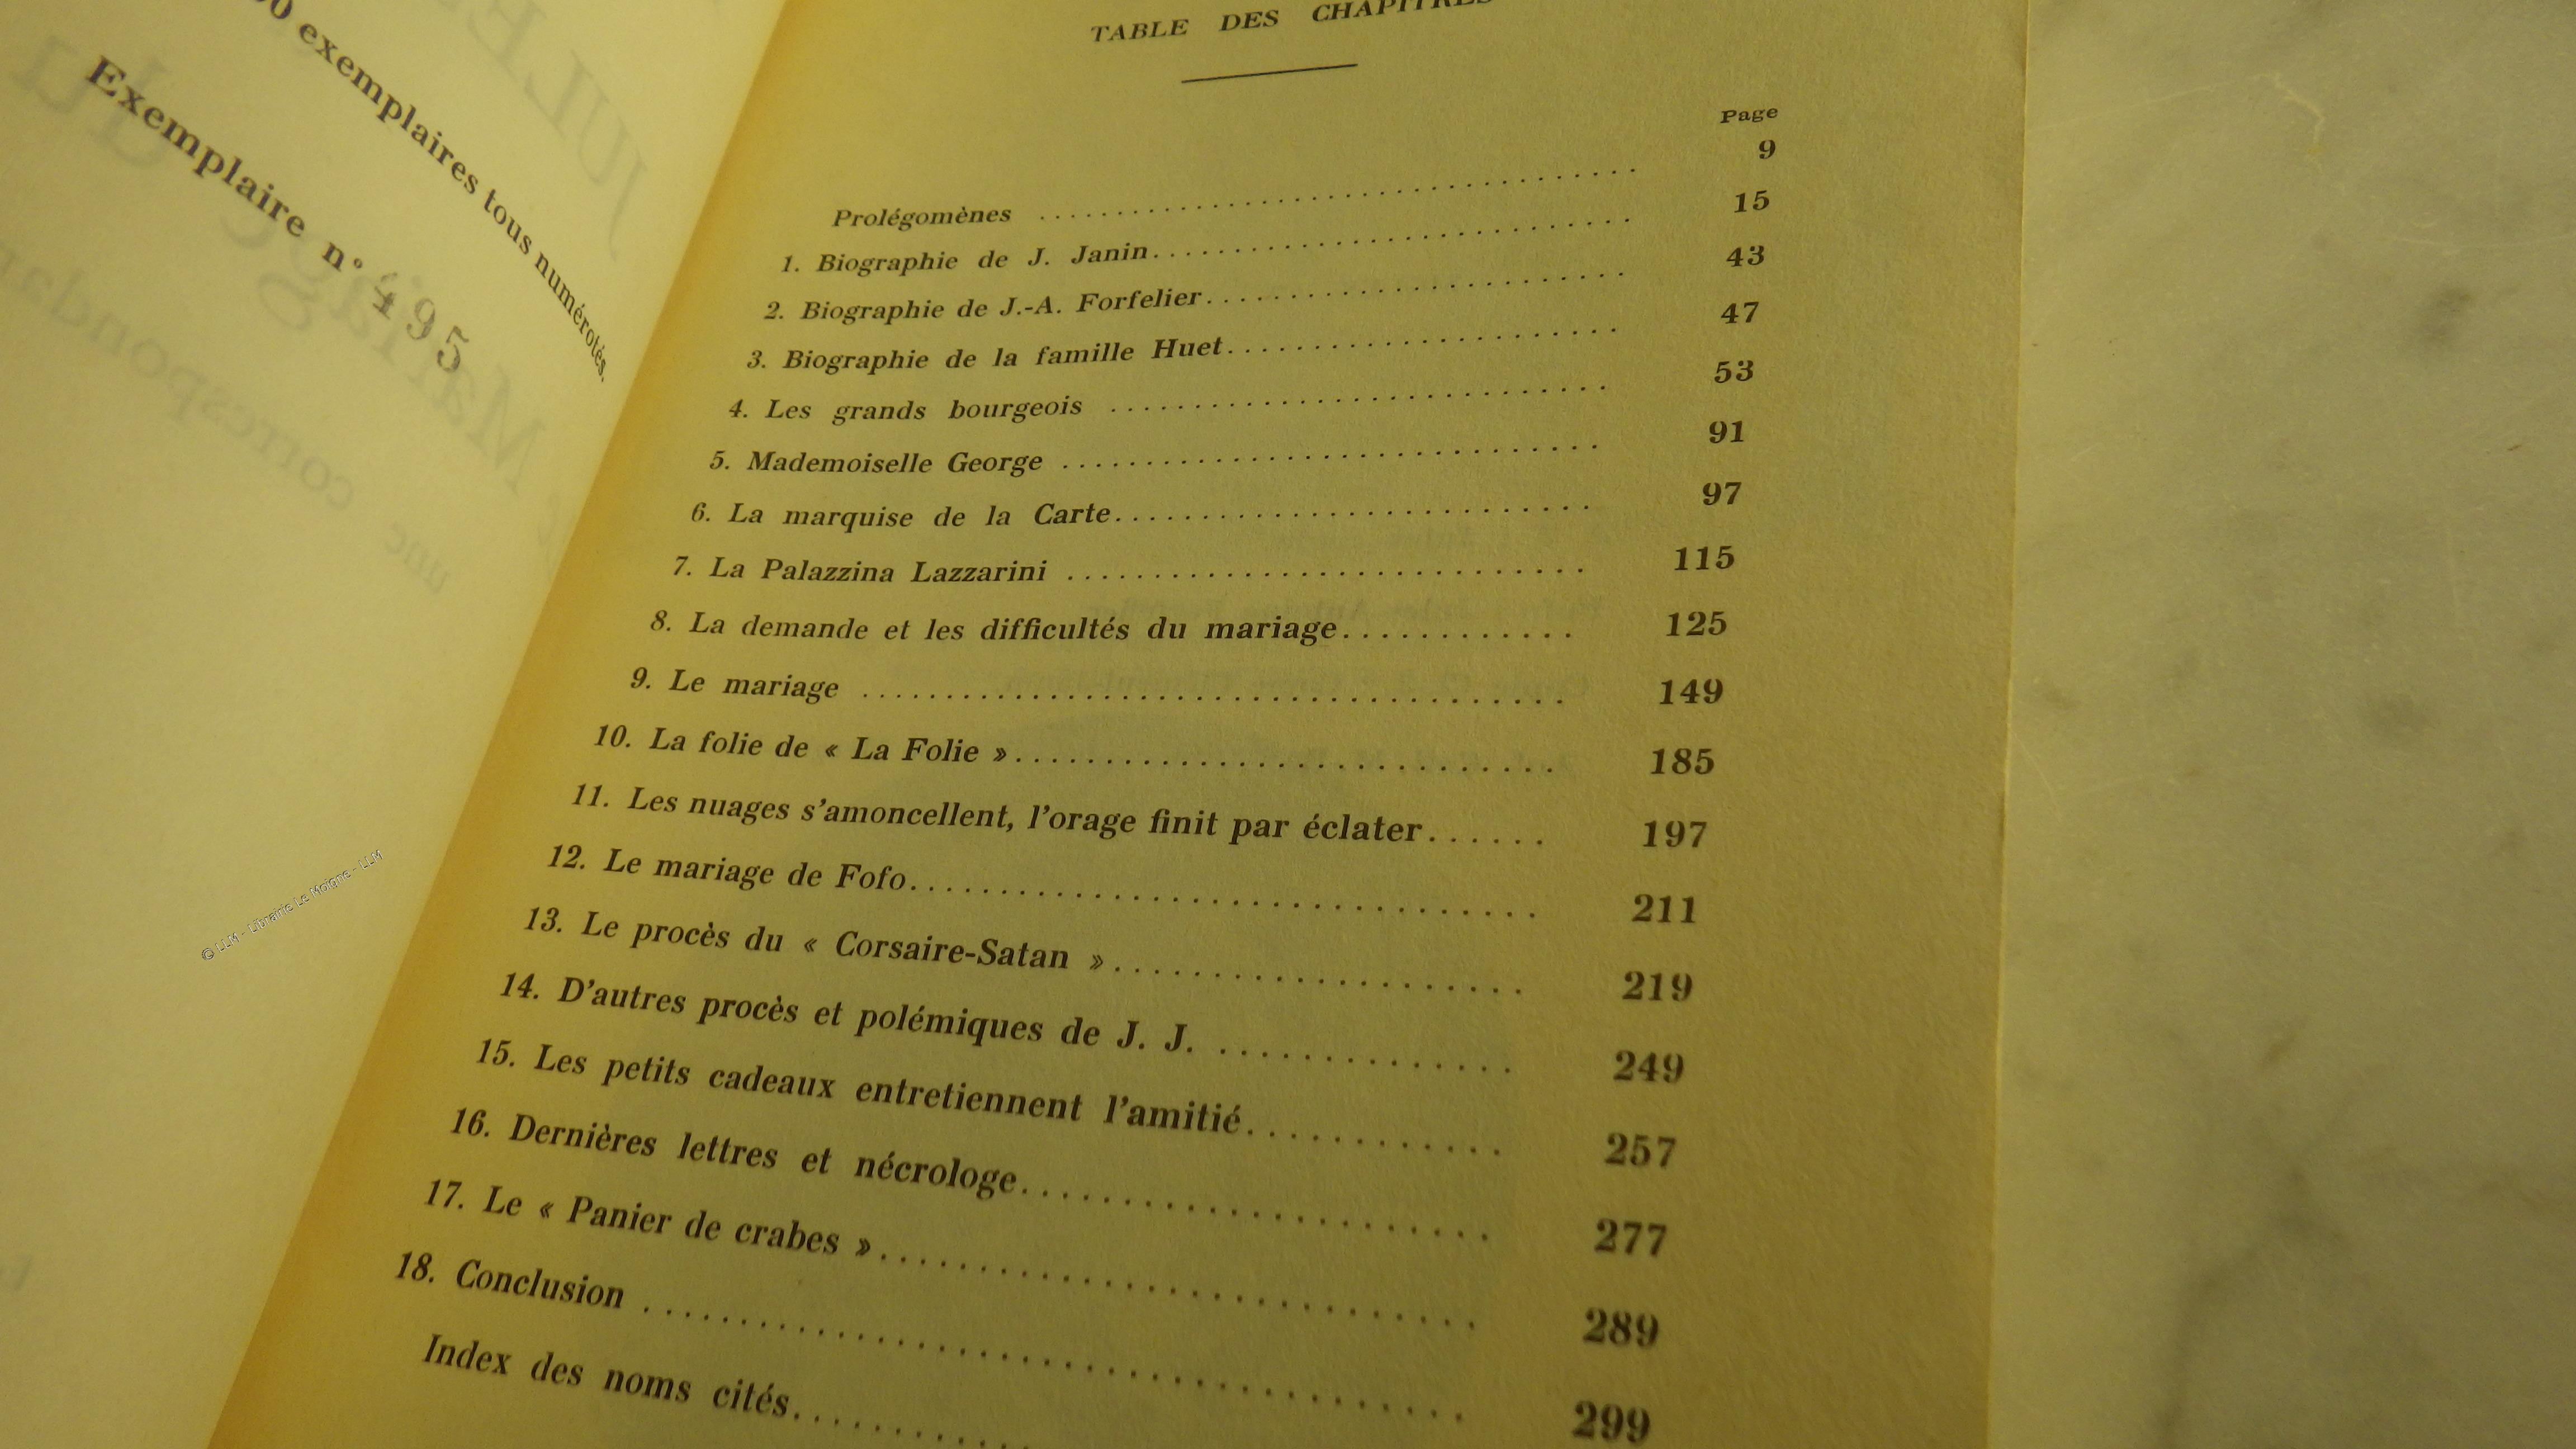 00 exemplaires tous numérotés.
Exemplaire n° 495
© LLM - Librairie Le Moigne - LLM
TABLE DES CHAPITRES
Page
Prolégomènes ........ 9
1. Biographie de J. Janin ........ 15
2. Biographie de J.-A. Forfelier ........ 43
3. Biographie de la famille Huet ........ 47
4. Les grands bourgeois ........ 53
5. Mademoiselle George ........ 91
6. La marquise de la Carte ........ 97
7. La Palazzina Lazzarini ........ 115
8. La demande et les difficultés du mariage ........ 125
9. Le mariage ........ 149
10. La folie de « La Folie » ........ 185
11. Les nuages s'amoncellent, l'orage finit par éclater ...... 197
12. Le mariage de Fofo ........ 211
13. Le procès du « Corsaire-Satan » ........ 219
14. D'autres procès et polémiques de J. J. ........ 249
15. Les petits cadeaux entretiennent l'amitié ........ 257
16. Dernières lettres et nécrologe ........ 277
17. Le « Panier de crabes » ........ 289
18. Conclusion ........ 299
Index des noms cités ........